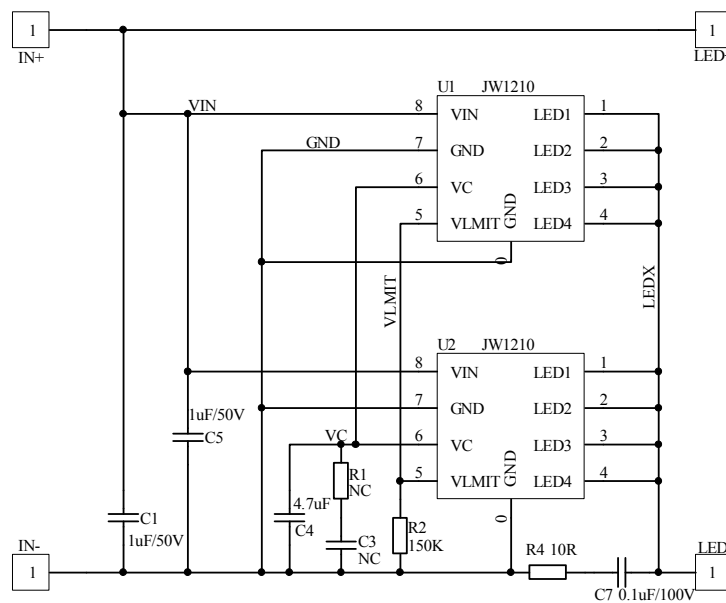 1
IN+
1
LED+
U1 JW1210
VIN
8 VIN LED1 1
GND
7 GND LED2 2
6 VC LED3 3
5 VLMIT LED4 4
GND
0
VLMIT
LEDX
U2 JW1210
8 VIN LED1 1
7 GND LED2 2
VC
6 VC LED3 3
5 VLMIT LED4 4
GND
0
1uF/50V
C5
R1
NC
4.7uF
C4
C1
1uF/50V
C3
NC
R2
150K
IN-
1
R4 10R
C7 0.1uF/100V
LED
1